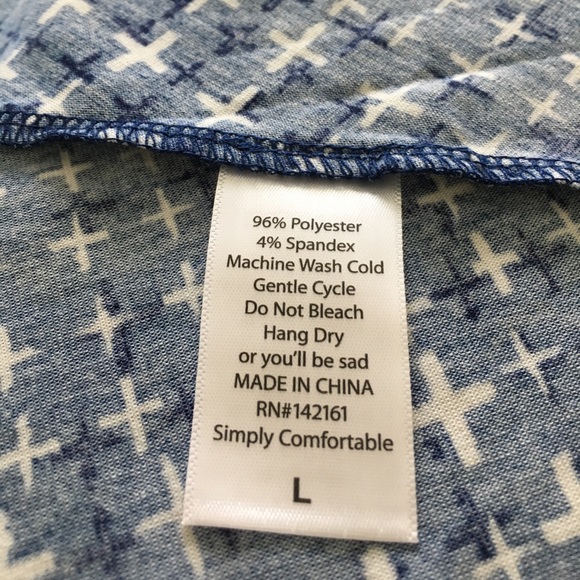 96% Polyester
4% Spandex
Machine Wash Cold
Gentle Cycle
Do Not Bleach
Hang Dry
or you'll be sad
MADE IN CHINA
RN#142161
Simply Comfortable
L